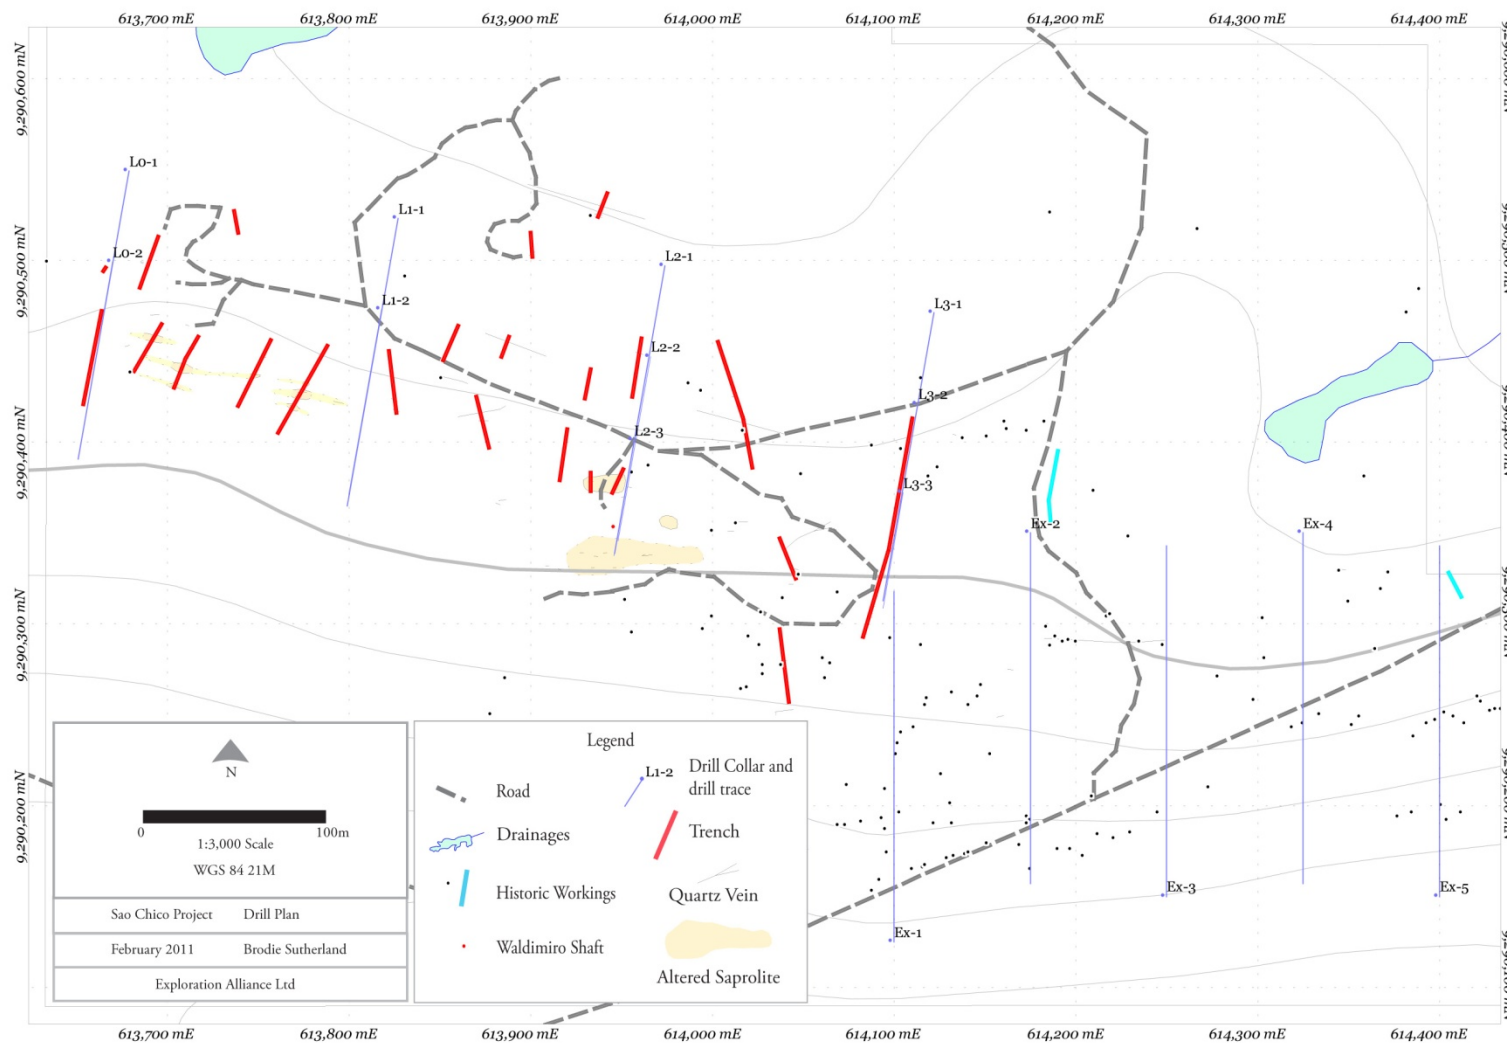 613,700 mE 613,800 mE 613,900 mE 614,000 mE 614,100 mE 614,200 mE 614,300 mE 614,400 mE
9,290,600 mN
L0-1
L1-1
9,290,500 mN
L0-2
L2-1
L1-2
L3-1
L2-2
L3-2
9,290,400 mN
L2-3
L3-3
Ex-2
Ex-4
9,290,300 mN
9,290,200 mN
Ex-3
Ex-5
Ex-1
N
0 100m
1:3,000 Scale
WGS 84 21M
Sao Chico Project Drill Plan
February 2011 Brodie Sutherland
Exploration Alliance Ltd
Legend
Road
L1-2
Drill Collar and
drill trace
Drainages
Trench
Historic Workings
Quartz Vein
Waldimiro Shaft
Altered Saprolite
613,700 mE 613,800 mE 613,900 mE 614,000 mE 614,100 mE 614,200 mE 614,300 mE 614,400 mE